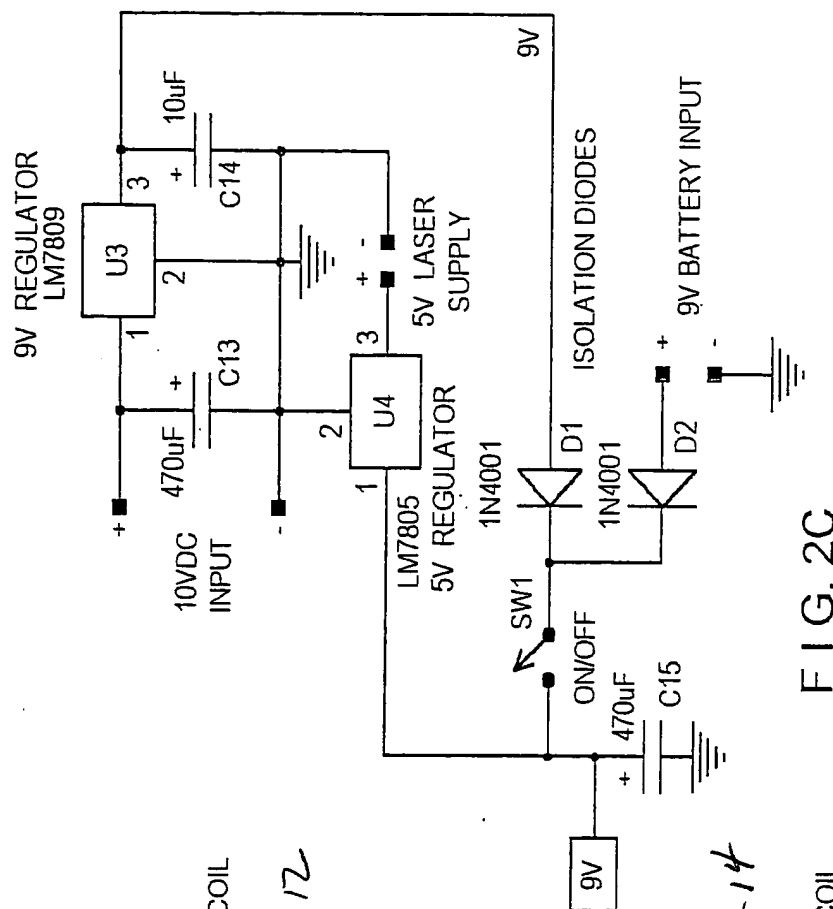 9V REGULATOR
LM7809
10uF
+
C14
U3
1
2
3
+
470uF
+
C13
10VDC
INPUT
-
2
U4
1
3
+
-
5V LASER
SUPPLY
LM7805
5V REGULATOR
9V
ISOLATION DIODES
1N4001
D1
1N4001
D2
+
-
9V BATTERY INPUT
SW1
ON/OFF
470uF
+
C15
9V
COIL
12
-14
COIL
FIG. 2C